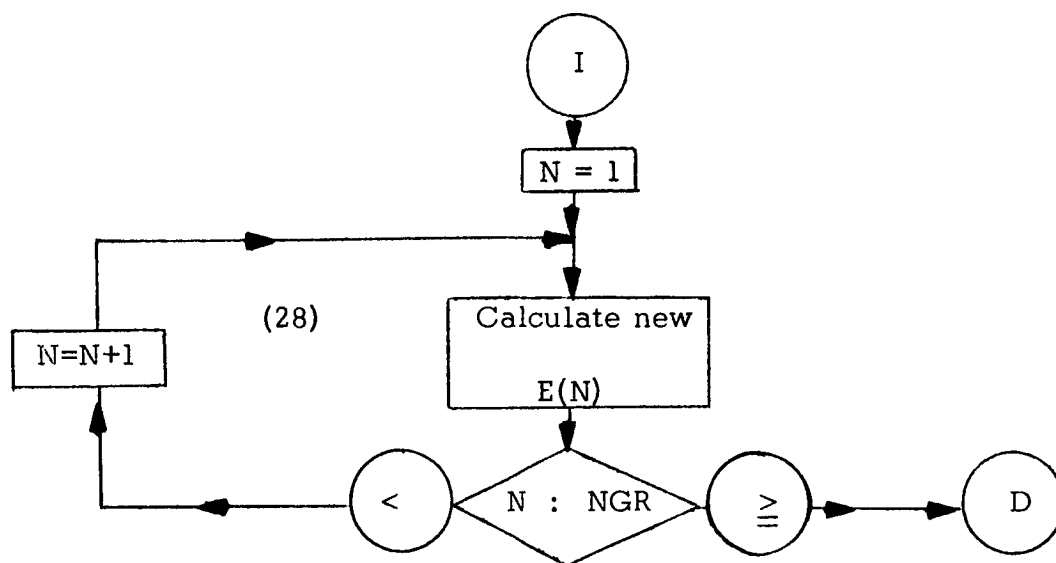 I
N = 1
(28)
Calculate new
E(N)
N=N+1
<
N : NGR
≧
D